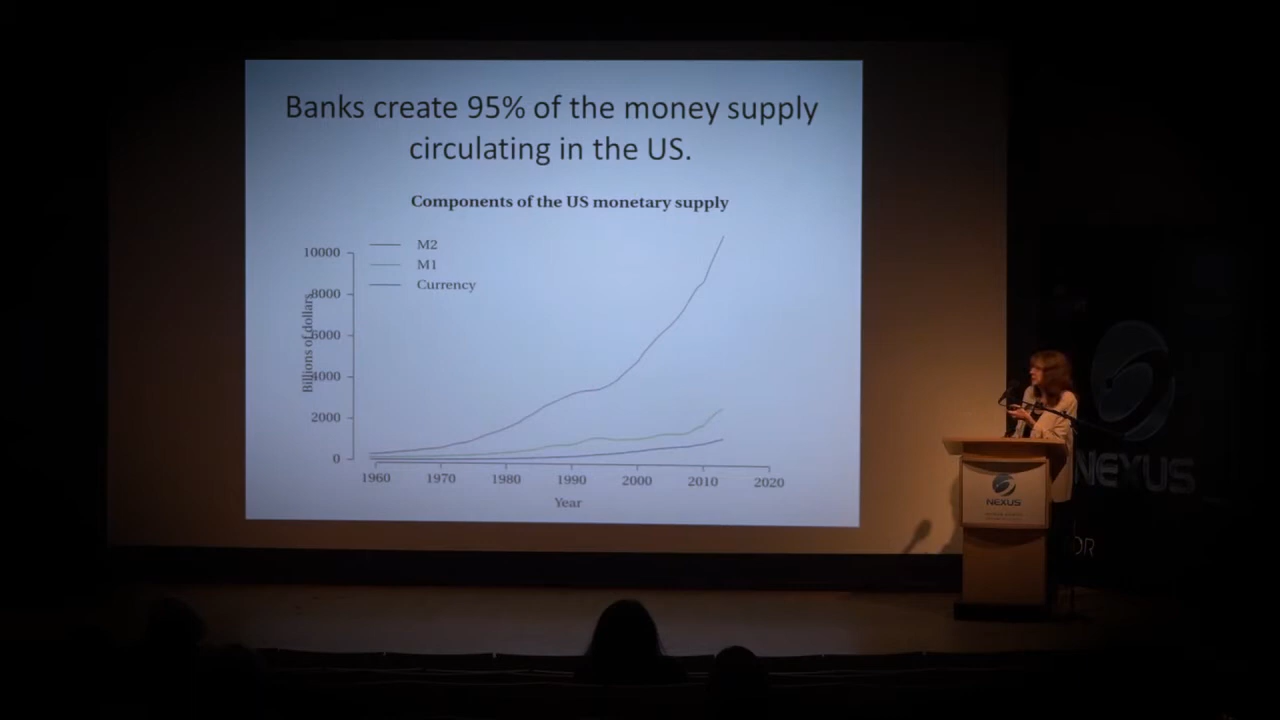 Banks create 95% of the money supply
circulating in the US.
Components of the US monetary supply
M2
M1
Currency
10000
8000
6000
4000
2000
0
Billions of dollars
1960 1970 1980 1990 2000 2010 2020
Year
NEXUS
NEXUS
OR